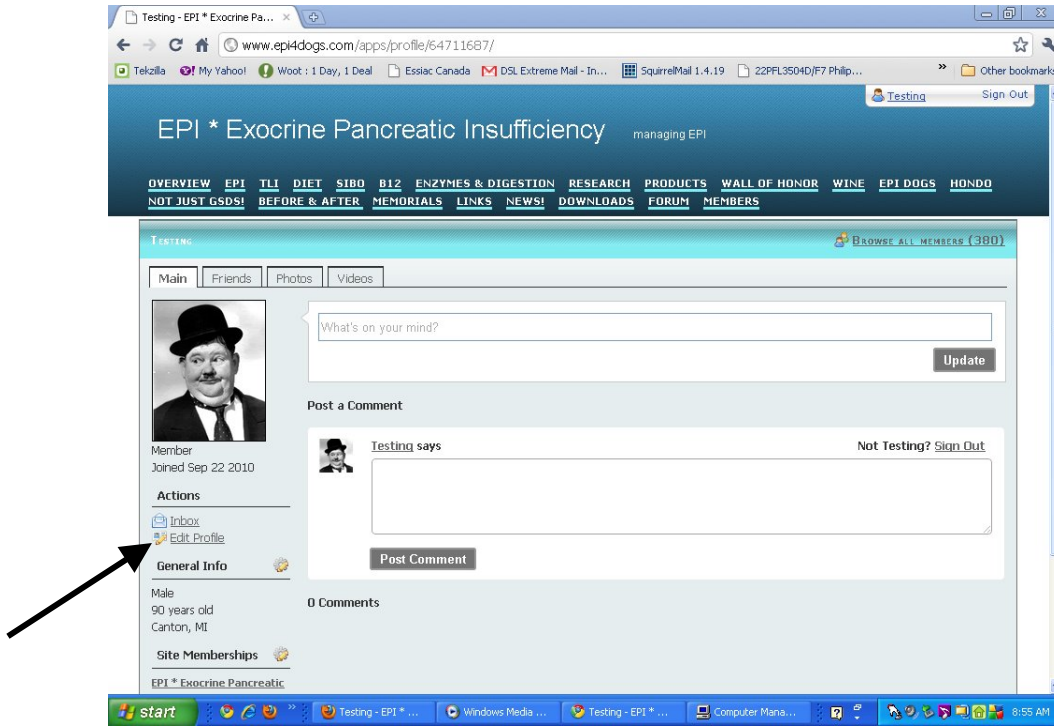 Testing - EPI * Exocrine Pa...
www.epi4dogs.com/apps/profile/64711687/
Tekzilla My Yahoo! Woot : 1 Day, 1 Deal Essiac Canada DSL Extreme Mail - In... SquirrelMail 1.4.19 22PFL3504D/F7 Philip... » Other bookmarks
Testing Sign Out
EPI * Exocrine Pancreatic Insufficiency managing EPI
OVERVIEW EPI TLI DIET SIBO B12 ENZYMES & DIGESTION RESEARCH PRODUCTS WALL OF HONOR WINE EPI DOGS HONDO
NOT JUST GSDS! BEFORE & AFTER MEMORIALS LINKS NEWS! DOWNLOADS FORUM MEMBERS
TESTING BROWSE ALL MEMBERS (380)
Main Friends Photos Videos
What's on your mind?
Update
Post a Comment
Testing says Not Testing? Sign Out
Post Comment
0 Comments
Member
Joined Sep 22 2010
Actions
Inbox
Edit Profile
General Info
Male
90 years old
Canton, MI
Site Memberships
EPI * Exocrine Pancreatic
start » Testing - EPI * ... Windows Media ... Testing - EPI * ... Computer Mana... 8:55 AM